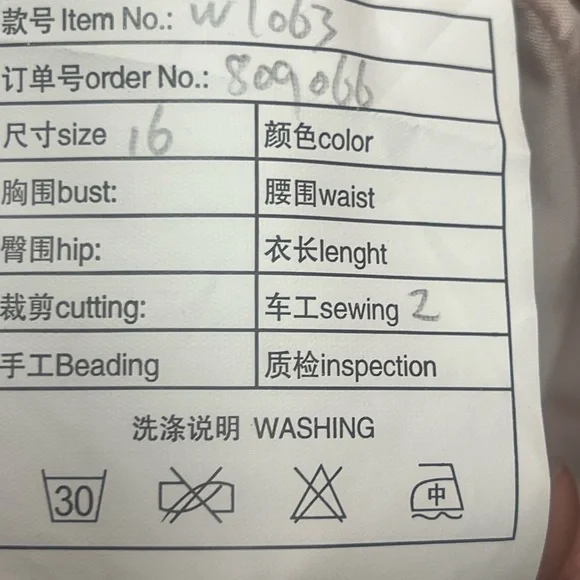 款号 Item No.: W1063
订单号order No.: 809066
尺寸size 16 颜色color
胸围bust: 腰围waist
臀围hip: 衣长lenght
裁剪cutting: 车工sewing 2
手工Beading 质检inspection
洗涤说明 WASHING
30 中